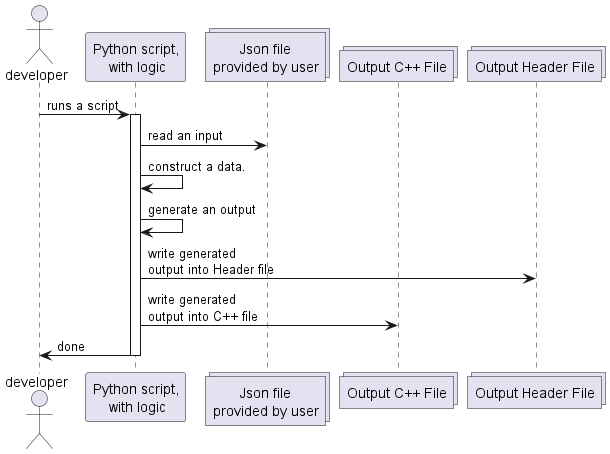 developer
Python script,
with logic
Json file
provided by user
Output C++ File
Output Header File
runs a script
read an input
construct a data.
generate an output
write generated
output into Header file
write generated
output into C++ file
done
developer
Python script,
with logic
Json file
provided by user
Output C++ File
Output Header File